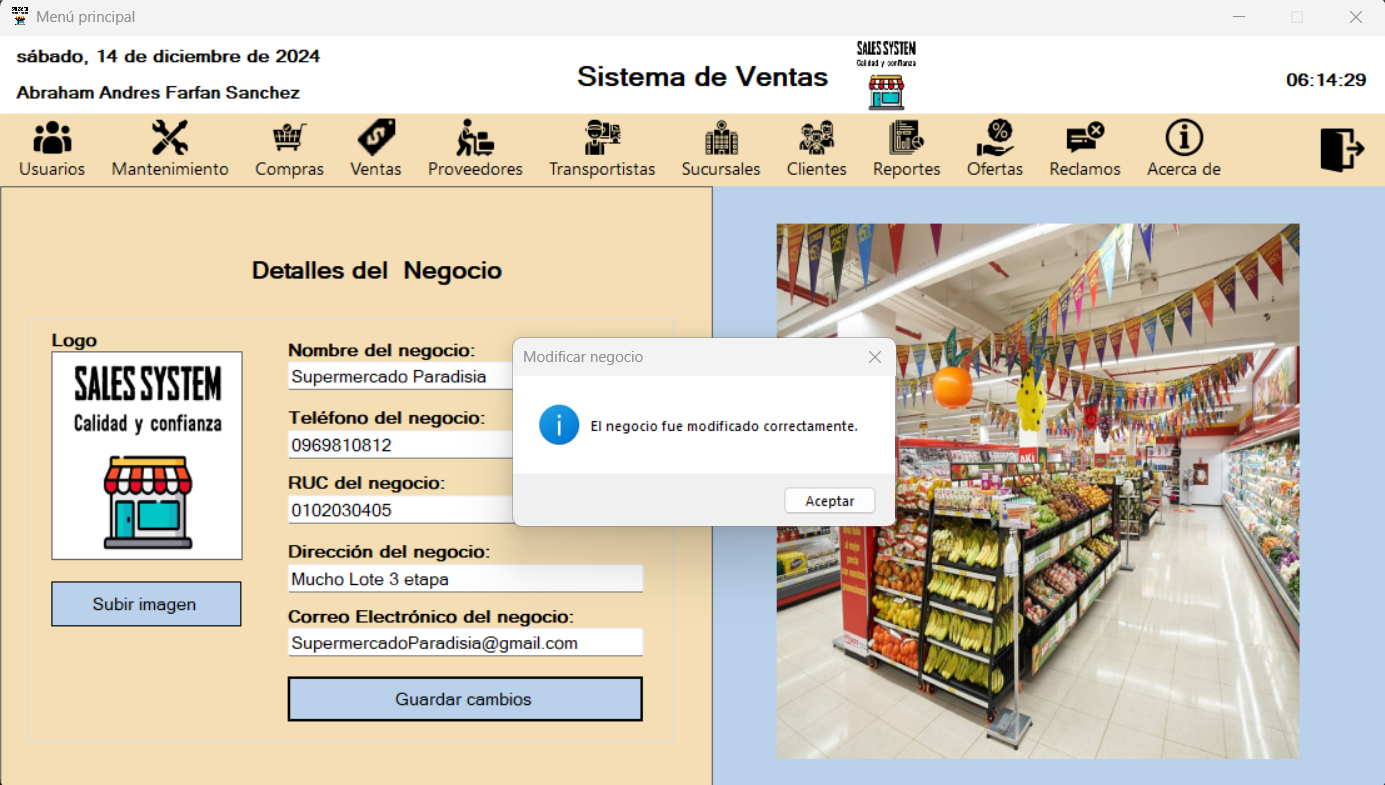 Menú principal
sábado, 14 de diciembre de 2024
Abraham Andres Farfan Sanchez
Sistema de Ventas
SALES SYSTEM
Calidad y confianza
06:14:29
Usuarios
Mantenimiento
Compras
Ventas
Proveedores
Transportistas
Sucursales
Clientes
Reportes
Ofertas
Reclamos
Acerca de
Detalles del Negocio
Logo
SALES SYSTEM
Calidad y confianza
Subir imagen
Nombre del negocio:
Supermercado Paradisia
Teléfono del negocio:
0969810812
RUC del negocio:
0102030405
Dirección del negocio:
Mucho Lote 3 etapa
Correo Electrónico del negocio:
SupermercadoParadisia@gmail.com
Guardar cambios
Modificar negocio
El negocio fue modificado correctamente.
Aceptar
AKI